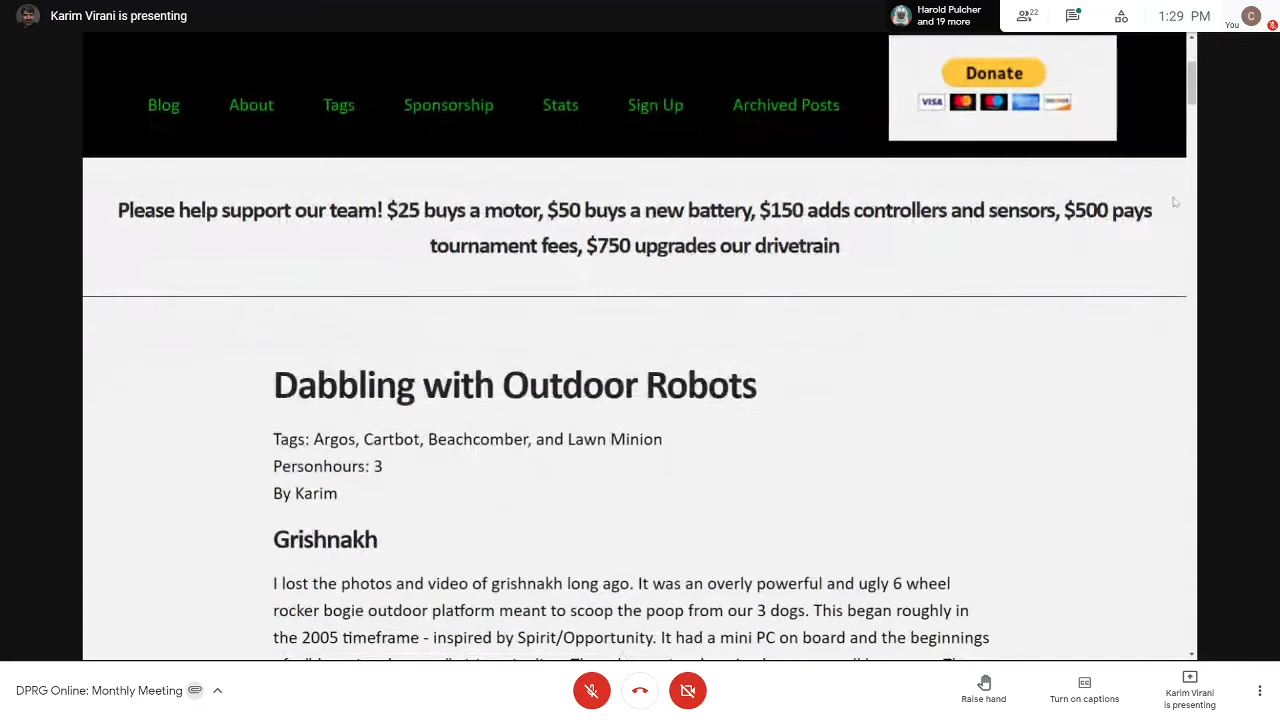 Karim Virani is presenting
Harold Pulcher
and 19 more
22
1:29 PM
You
C
Blog
About
Tags
Sponsorship
Stats
Sign Up
Archived Posts
Donate
VISA
Please help support our team! $25 buys a motor, $50 buys a new battery, $150 adds controllers and sensors, $500 pays
tournament fees, $750 upgrades our drivetrain
Dabbling with Outdoor Robots
Tags: Argos, Cartbot, Beachcomber, and Lawn Minion
Personhours: 3
By Karim
Grishnakh
I lost the photos and video of grishnakh long ago. It was an overly powerful and ugly 6 wheel
rocker bogie outdoor platform meant to scoop the poop from our 3 dogs. This began roughly in
the 2005 timeframe - inspired by Spirit/Opportunity. It had a mini PC on board and the beginnings
DPRG Online: Monthly Meeting
Raise hand
Turn on captions
Karim Virani
is presenting